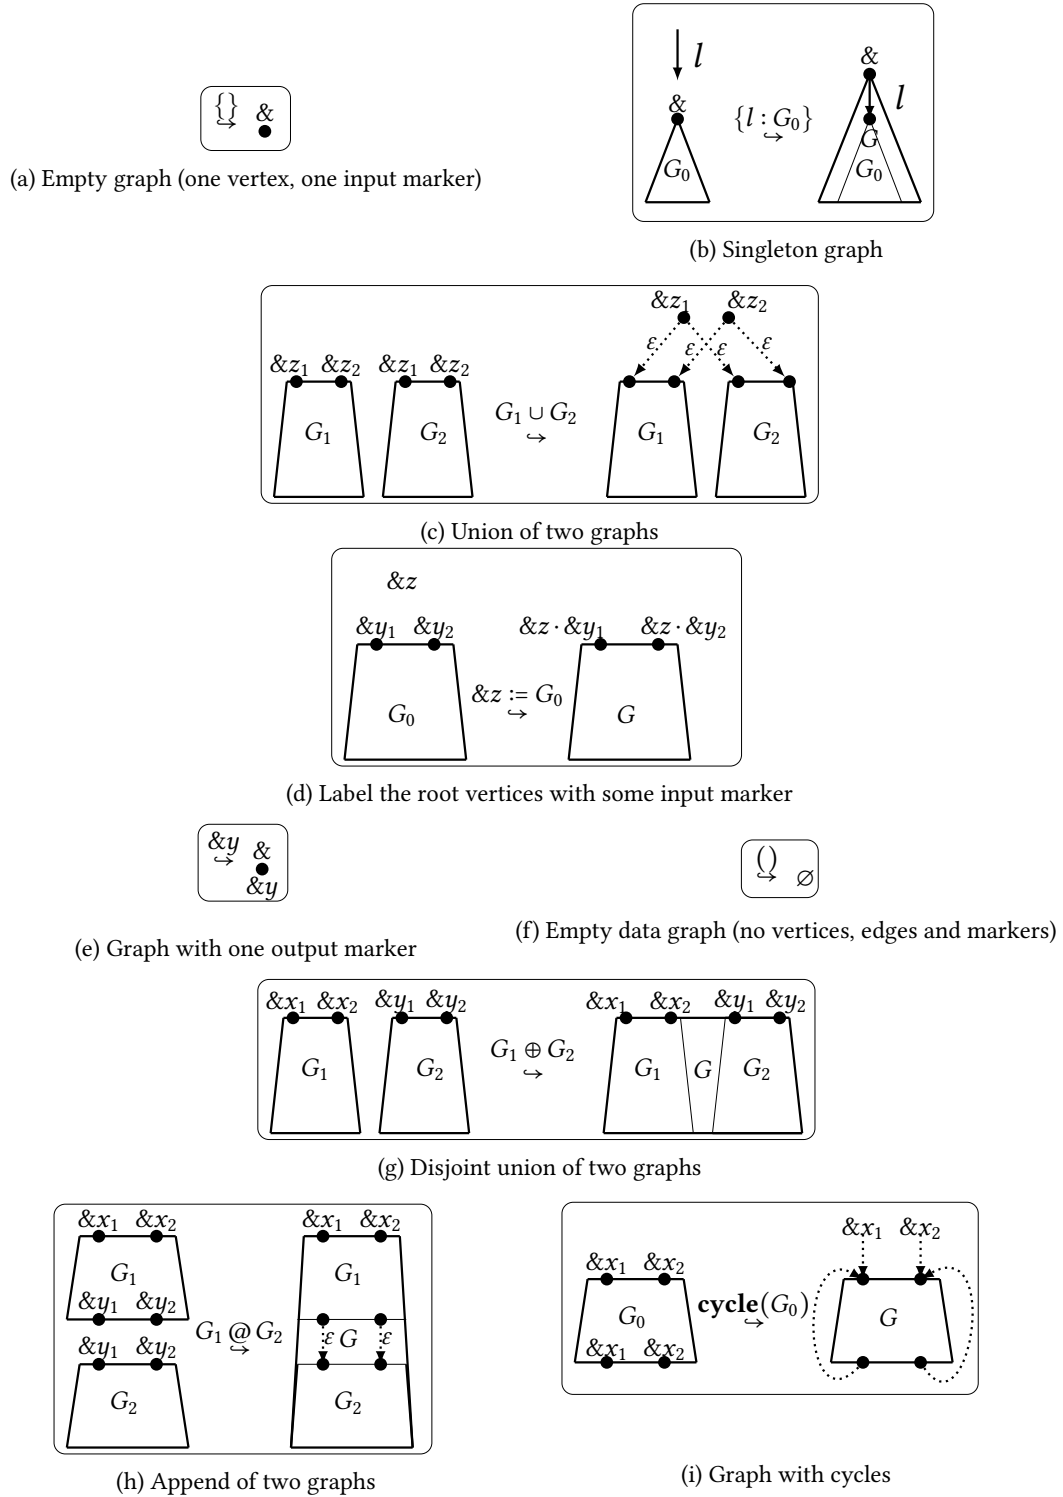 {}
↪
&
(a) Empty graph (one vertex, one input marker)
l
&
G₀
{l : G₀}
↪
&
l
G
G₀
(b) Singleton graph
&z₁ &z₂
G₁
&z₁ &z₂
G₂
G₁ ∪ G₂
↪
&z₁ &z₂
ε ε ε ε
G₁ G₂
(c) Union of two graphs
&z
&y₁ &y₂
G₀
&z := G₀
↪
&z · &y₁ &z · &y₂
G
(d) Label the root vertices with some input marker
&y
↪
&
&y
(e) Graph with one output marker
()
↪
∅
(f) Empty data graph (no vertices, edges and markers)
&x₁ &x₂
G₁
&y₁ &y₂
G₂
G₁ ⊕ G₂
↪
&x₁ &x₂ &y₁ &y₂
G₁ G G₂
(g) Disjoint union of two graphs
&x₁ &x₂
G₁
&y₁ &y₂
&y₁ &y₂
G₂
G₁ @ G₂
↪
&x₁ &x₂
G₁
ε G ε
G₂
(h) Append of two graphs
&x₁ &x₂
G₀
&x₁ &x₂
cycle(G₀)
↪
&x₁ &x₂
G
(i) Graph with cycles